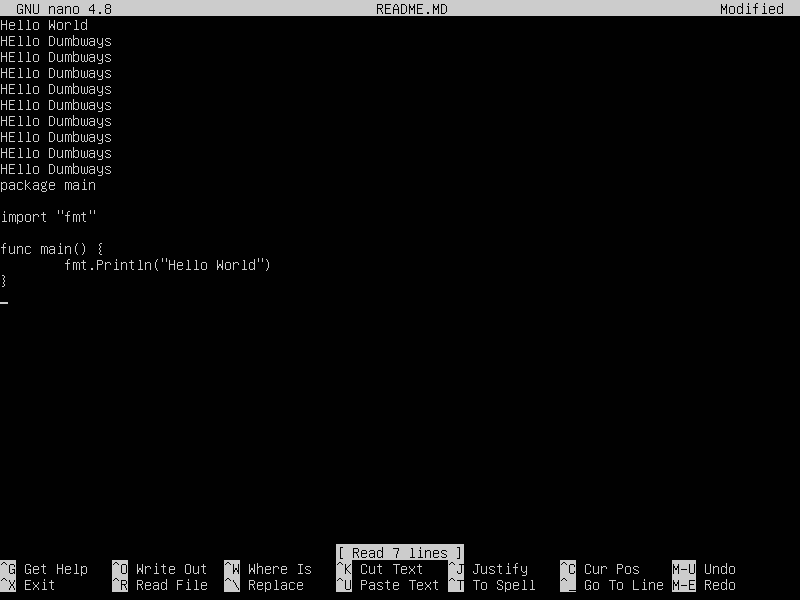 GNU nano 4.8 README.MD Modified
Hello World
HEllo Dumbways
HEllo Dumbways
HEllo Dumbways
HEllo Dumbways
HEllo Dumbways
HEllo Dumbways
HEllo Dumbways
HEllo Dumbways
HEllo Dumbways
package main

import "fmt"

func main() {
        fmt.Println("Hello World")
}

[ Read 7 lines ]
^G Get Help ^O Write Out ^W Where Is ^K Cut Text ^J Justify ^C Cur Pos M-U Undo
^X Exit ^R Read File ^\ Replace ^U Paste Text ^T To Spell ^_ Go To Line M-E Redo